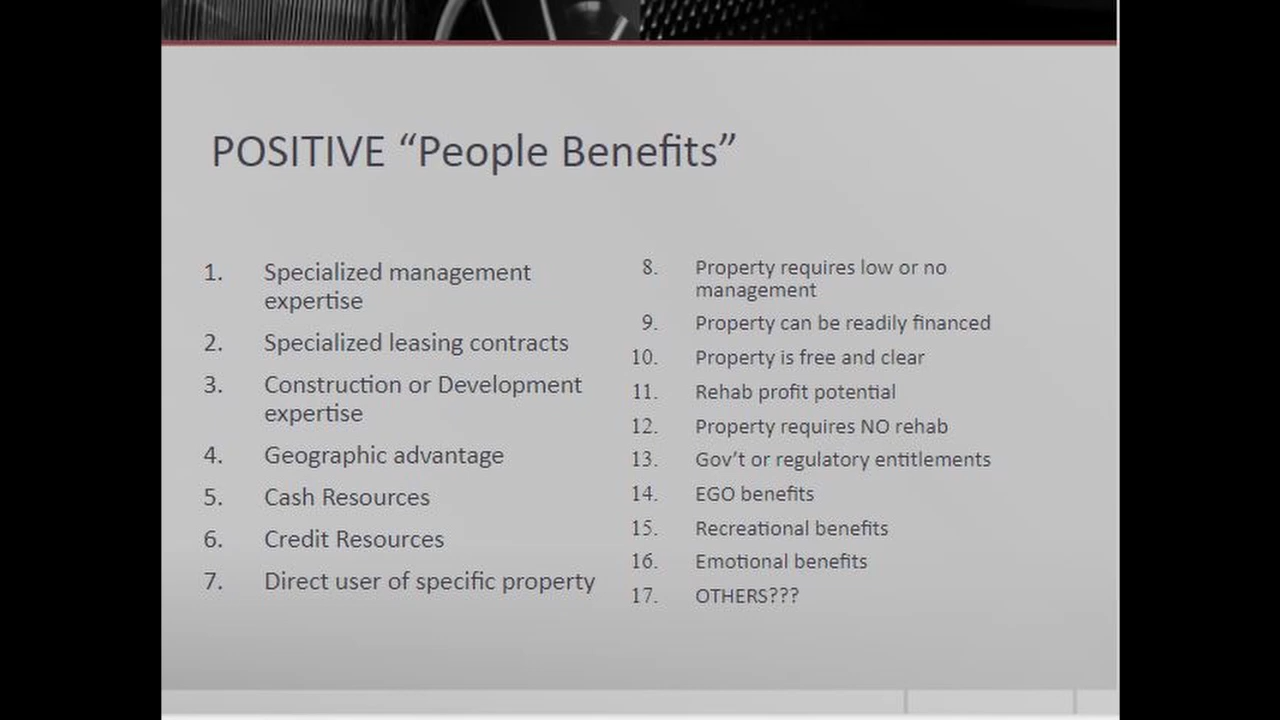 POSITIVE “People Benefits”
1. Specialized management
expertise
2. Specialized leasing contracts
3. Construction or Development
expertise
4. Geographic advantage
5. Cash Resources
6. Credit Resources
7. Direct user of specific property
8. Property requires low or no
management
9. Property can be readily financed
10. Property is free and clear
11. Rehab profit potential
12. Property requires NO rehab
13. Gov’t or regulatory entitlements
14. EGO benefits
15. Recreational benefits
16. Emotional benefits
17. OTHERS???